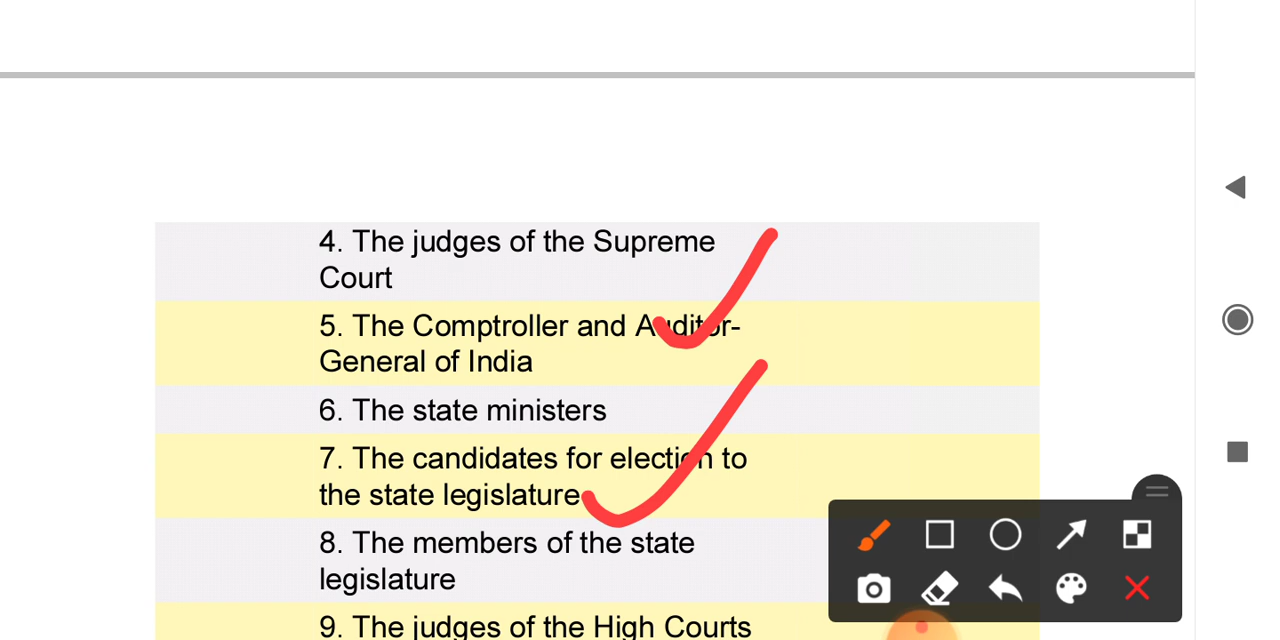 4. The judges of the Supreme
Court
5. The Comptroller and Auditor-
General of India
6. The state ministers
7. The candidates for election to
the state legislature
8. The members of the state
legislature
9. The judges of the High Courts